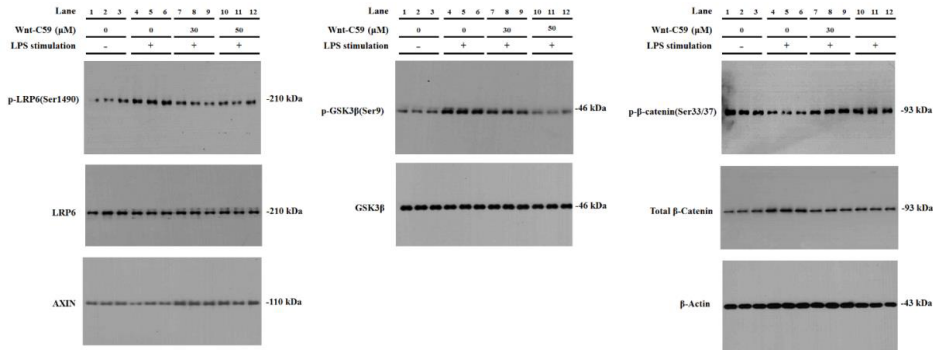 Lane 1 2 3 4 5 6 7 8 9 10 11 12
Wnt-C59 (µM) 0 0 30 50
LPS stimulation – + + +
p-LRP6(Ser1490) -210 kDa
LRP6 -210 kDa
AXIN -110 kDa
Lane 1 2 3 4 5 6 7 8 9 10 11 12
Wnt-C59 (µM) 0 0 30 50
LPS stimulation – + + +
p-GSK3β(Ser9) -46 kDa
GSK3β -46 kDa
Lane 1 2 3 4 5 6 7 8 9 10 11 12
Wnt-C59 (µM) 0 0 30
LPS stimulation – + + +
p-β-catenin(Ser33/37) -93 kDa
Total β-Catenin -93 kDa
β-Actin -43 kDa